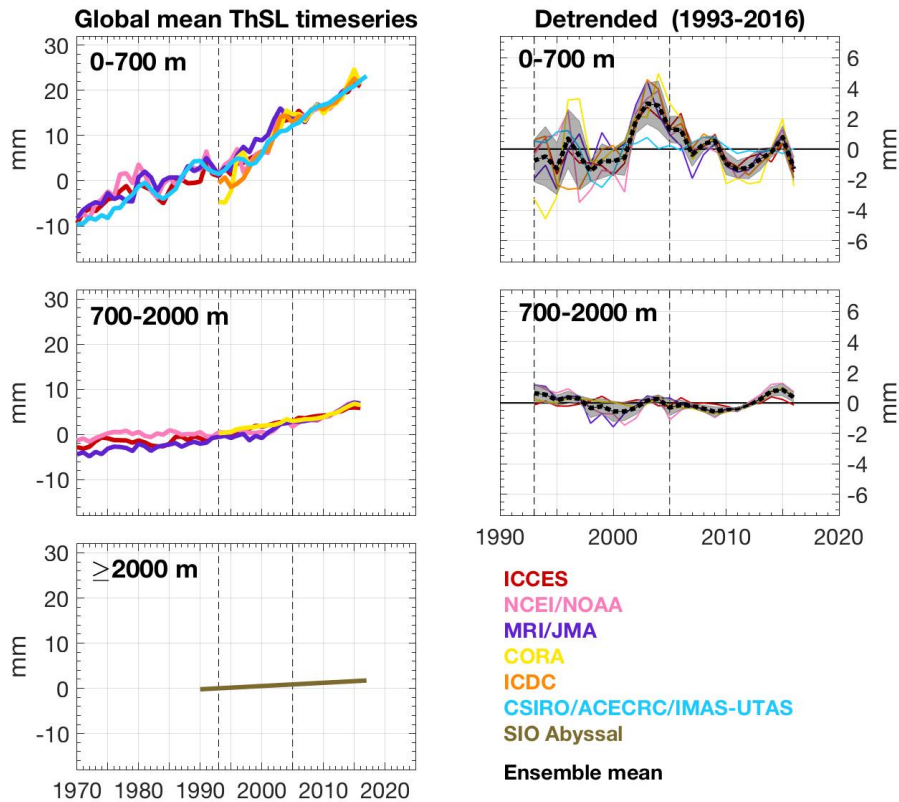 Global mean ThSL timeseries
Detrended (1993-2016)
0-700 m
30
20
10
0
-10
mm
0-700 m
6
4
2
0
-2
-4
-6
mm
700-2000 m
30
20
10
0
-10
mm
700-2000 m
6
4
2
0
-2
-4
-6
mm
1990 2000 2010 2020
≥2000 m
30
20
10
0
-10
mm
1970 1980 1990 2000 2010 2020
ICCES
NCEI/NOAA
MRI/JMA
CORA
ICDC
CSIRO/ACECRC/IMAS-UTAS
SIO Abyssal
Ensemble mean